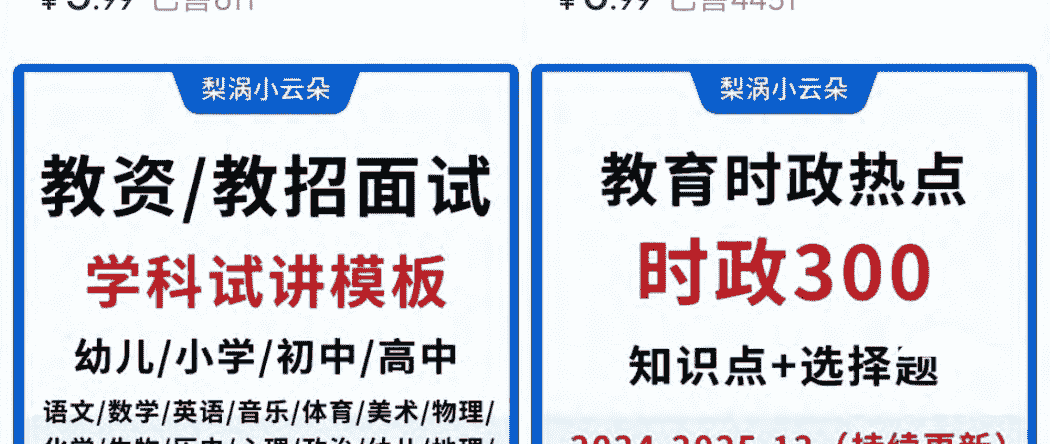 梨涡小云朵
教资/教招面试
学科试讲模板
幼儿/小学/初中/高中
语文/数学/英语/音乐/体育/美术/物理/
梨涡小云朵
教育时政热点
时政300
知识点+选择题